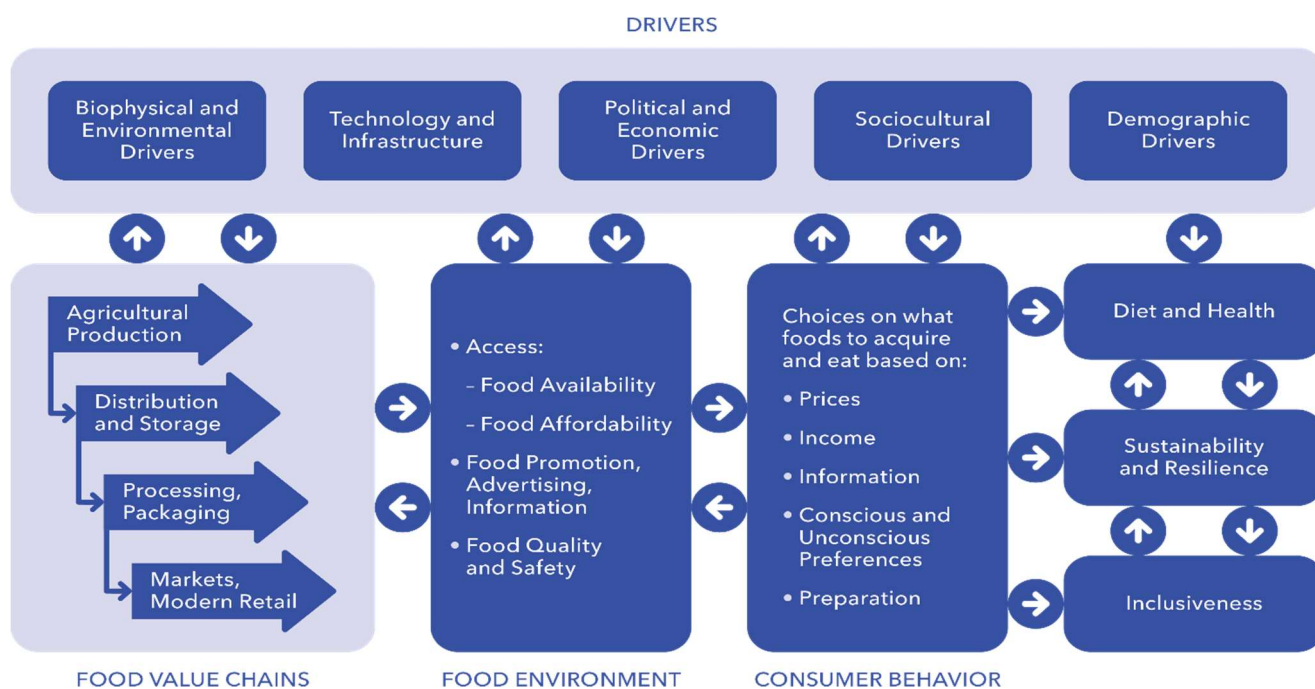 DRIVERS
Biophysical and
Environmental
Drivers
Technology and
Infrastructure
Political and
Economic
Drivers
Sociocultural
Drivers
Demographic
Drivers
Agricultural
Production
Distribution
and Storage
Processing,
Packaging
Markets,
Modern Retail
FOOD VALUE CHAINS
• Access:
– Food Availability
– Food Affordability
• Food Promotion,
Advertising,
Information
• Food Quality
and Safety
FOOD ENVIRONMENT
Choices on what
foods to acquire
and eat based on:
• Prices
• Income
• Information
• Conscious and
Unconscious
Preferences
• Preparation
CONSUMER BEHAVIOR
Diet and Health
Sustainability
and Resilience
Inclusiveness